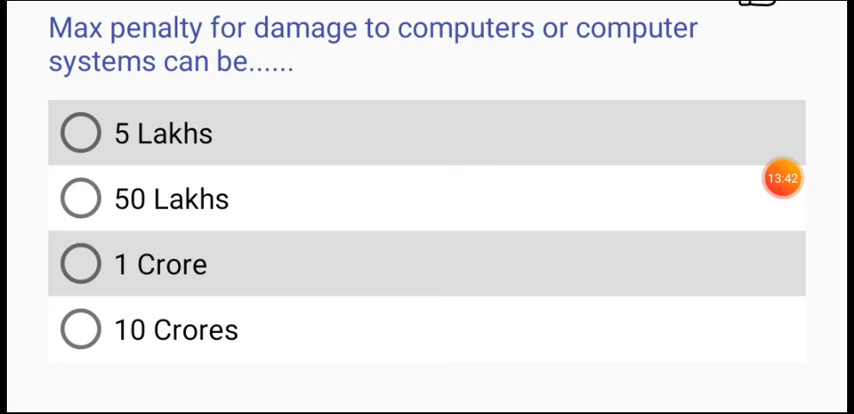 Max penalty for damage to computers or computer
systems can be......
5 Lakhs
13:42
50 Lakhs
1 Crore
10 Crores